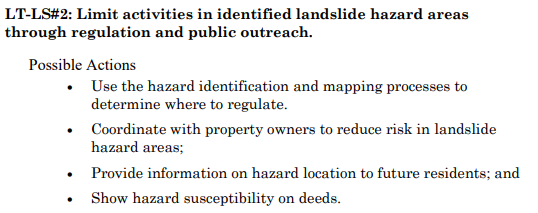 LT-LS#2: Limit activities in identified landslide hazard areas
through regulation and public outreach.
Possible Actions
• Use the hazard identification and mapping processes to
determine where to regulate.
• Coordinate with property owners to reduce risk in landslide
hazard areas;
• Provide information on hazard location to future residents; and
• Show hazard susceptibility on deeds.